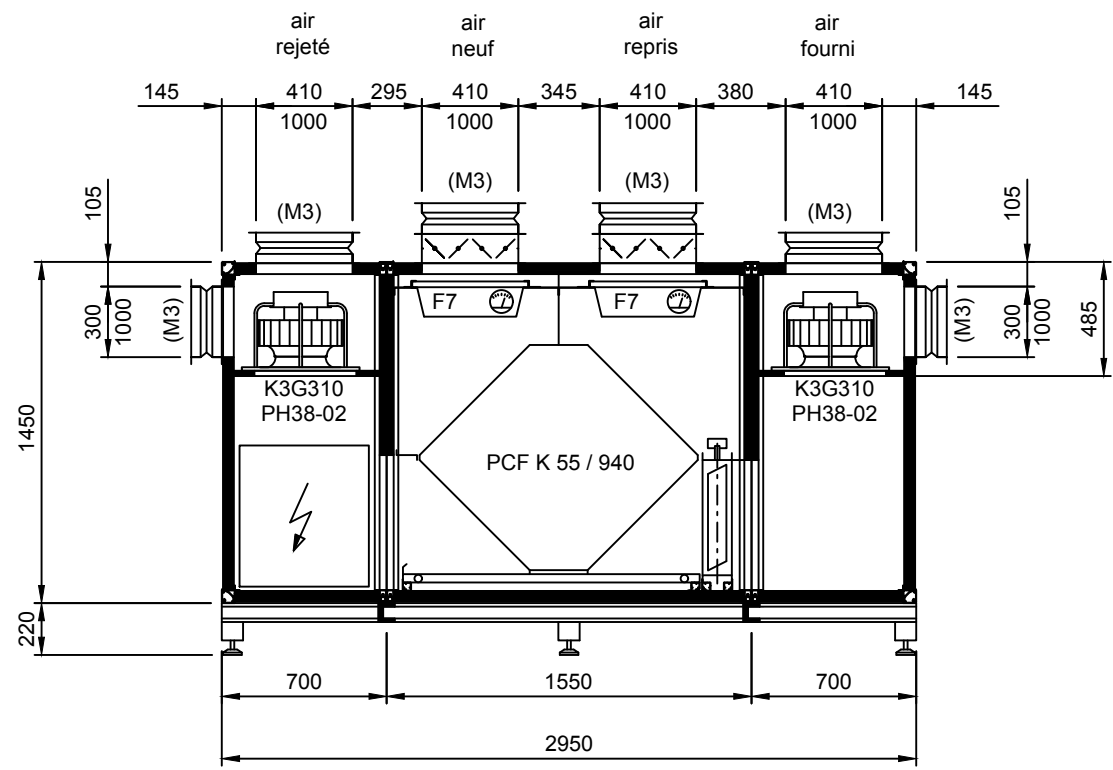 air
rejeté
air
neuf
air
repris
air
fourni
145
410
295
410
345
410
380
410
145
1000
1000
1000
1000
(M3)
(M3)
(M3)
(M3)
105
105
F7
F7
300
1000
(M3)
(M3)
300
1000
485
K3G310
PH38-02
K3G310
PH38-02
1450
PCF K 55 / 940
220
700
1550
700
2950